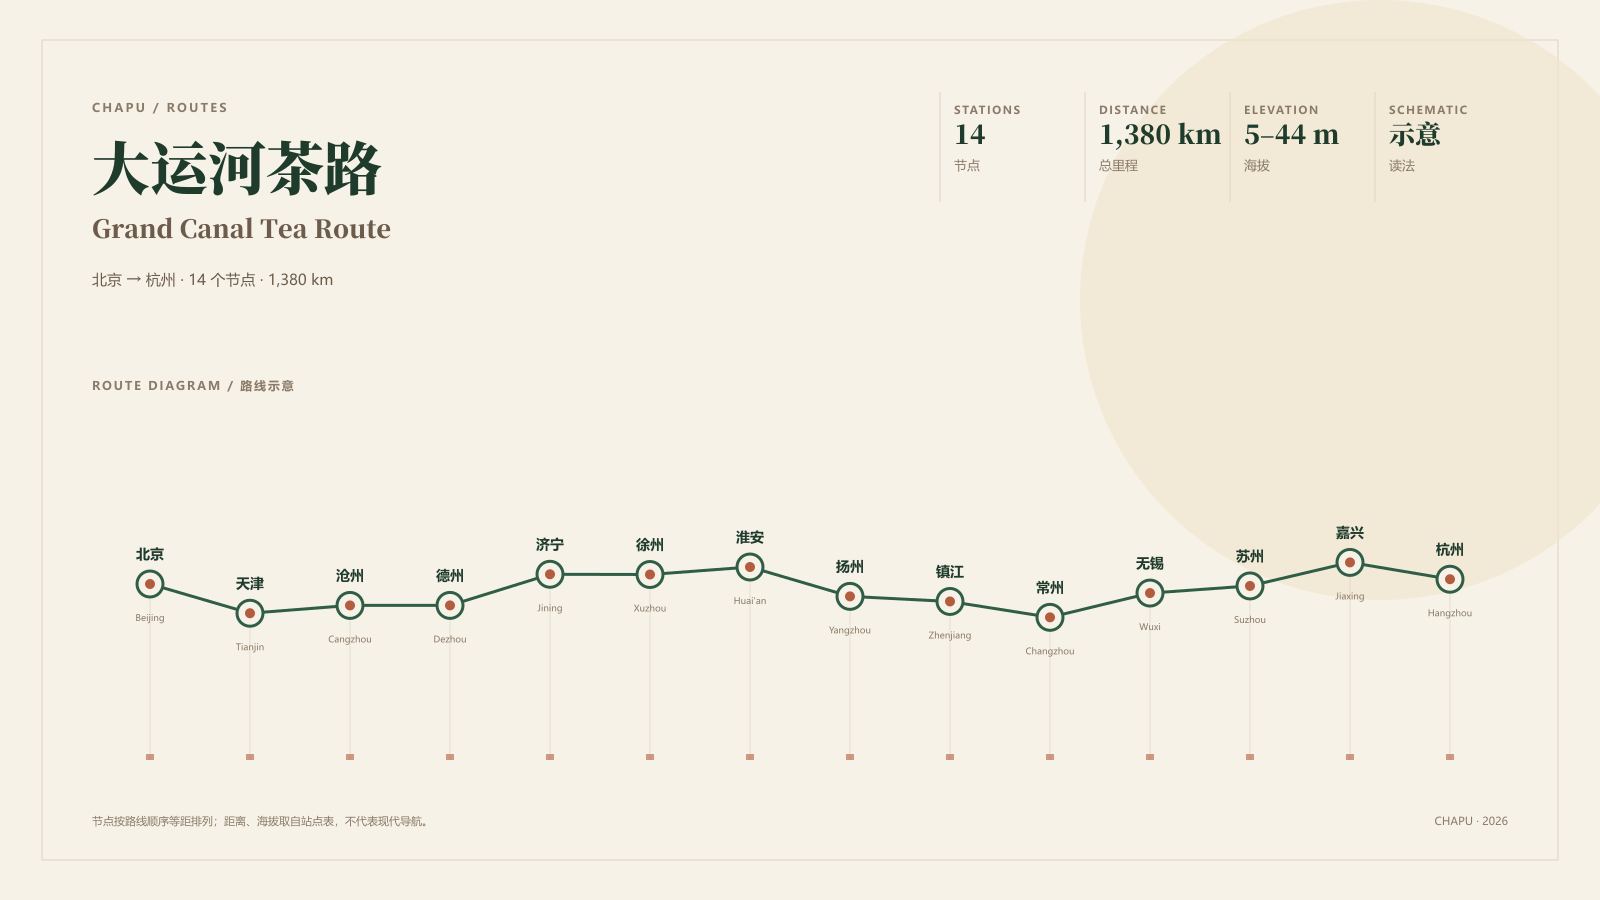 CHAPU / ROUTES
大运河茶路
Grand Canal Tea Route
北京 → 杭州 · 14 个节点 · 1,380 km
STATIONS
14
节点
DISTANCE
1,380 km
总里程
ELEVATION
5–44 m
海拔
SCHEMATIC
示意
读法
ROUTE DIAGRAM / 路线示意
北京
Beijing
天津
Tianjin
沧州
Cangzhou
德州
Dezhou
济宁
Jining
徐州
Xuzhou
淮安
Huai'an
扬州
Yangzhou
镇江
Zhenjiang
常州
Changzhou
无锡
Wuxi
苏州
Suzhou
嘉兴
Jiaxing
杭州
Hangzhou
节点按路线顺序等距排列；距离、海拔取自站点表，不代表现代导航。
CHAPU · 2026